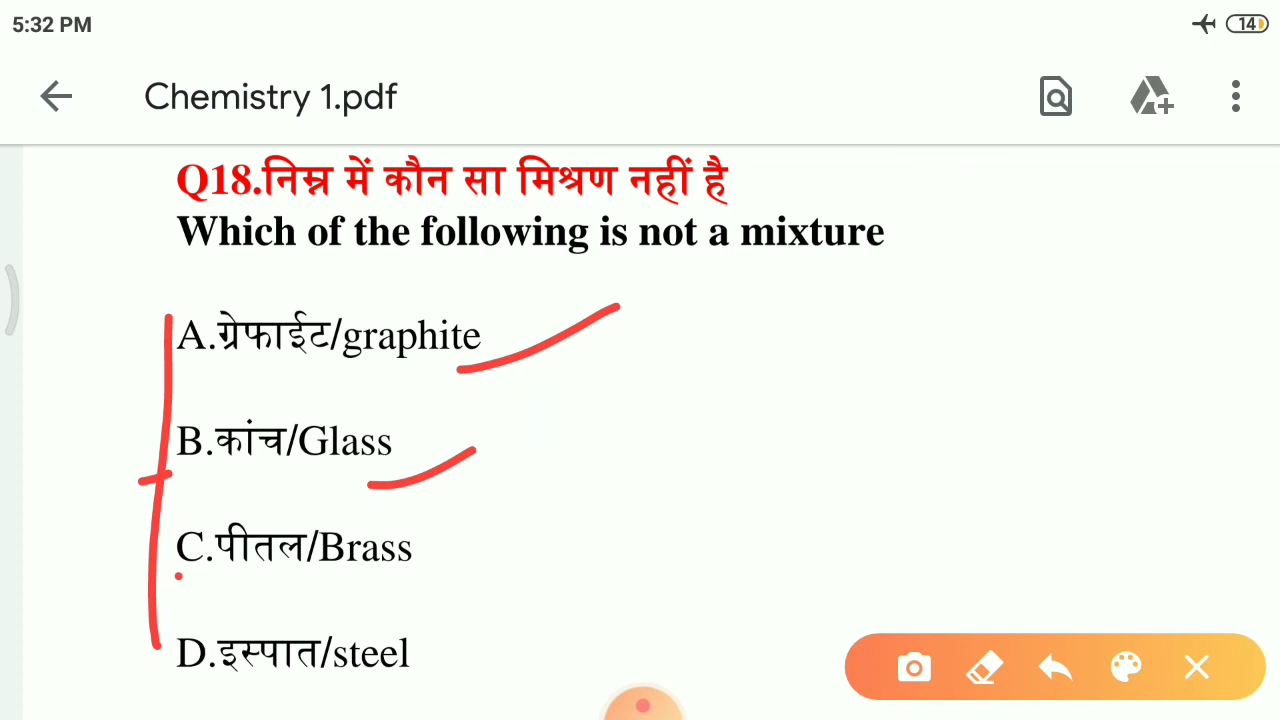 5:32 PM
14
Chemistry 1.pdf
Q18.निम्न में कौन सा मिश्रण नहीं है
Which of the following is not a mixture
A.ग्रेफाईट/graphite
B.कांच/Glass
C.पीतल/Brass
D.इस्पात/steel